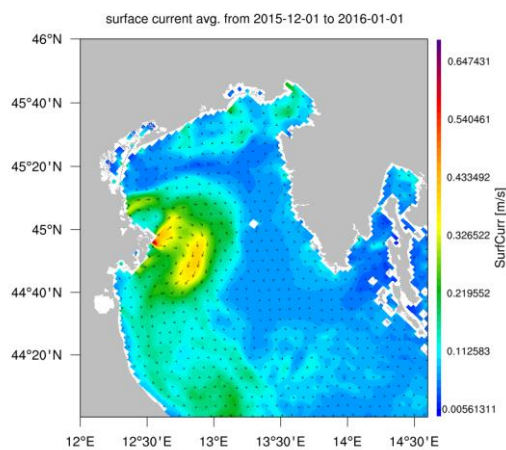 surface current avg. from 2015-12-01 to 2016-01-01
46°N
45°40'N
45°20'N
45°N
44°40'N
44°20'N
12°E
12°30'E
13°E
13°30'E
14°E
14°30'E
0.647431
0.540461
0.433492
0.326522
0.219552
0.112583
0.00561311
SurfCurr [m/s]